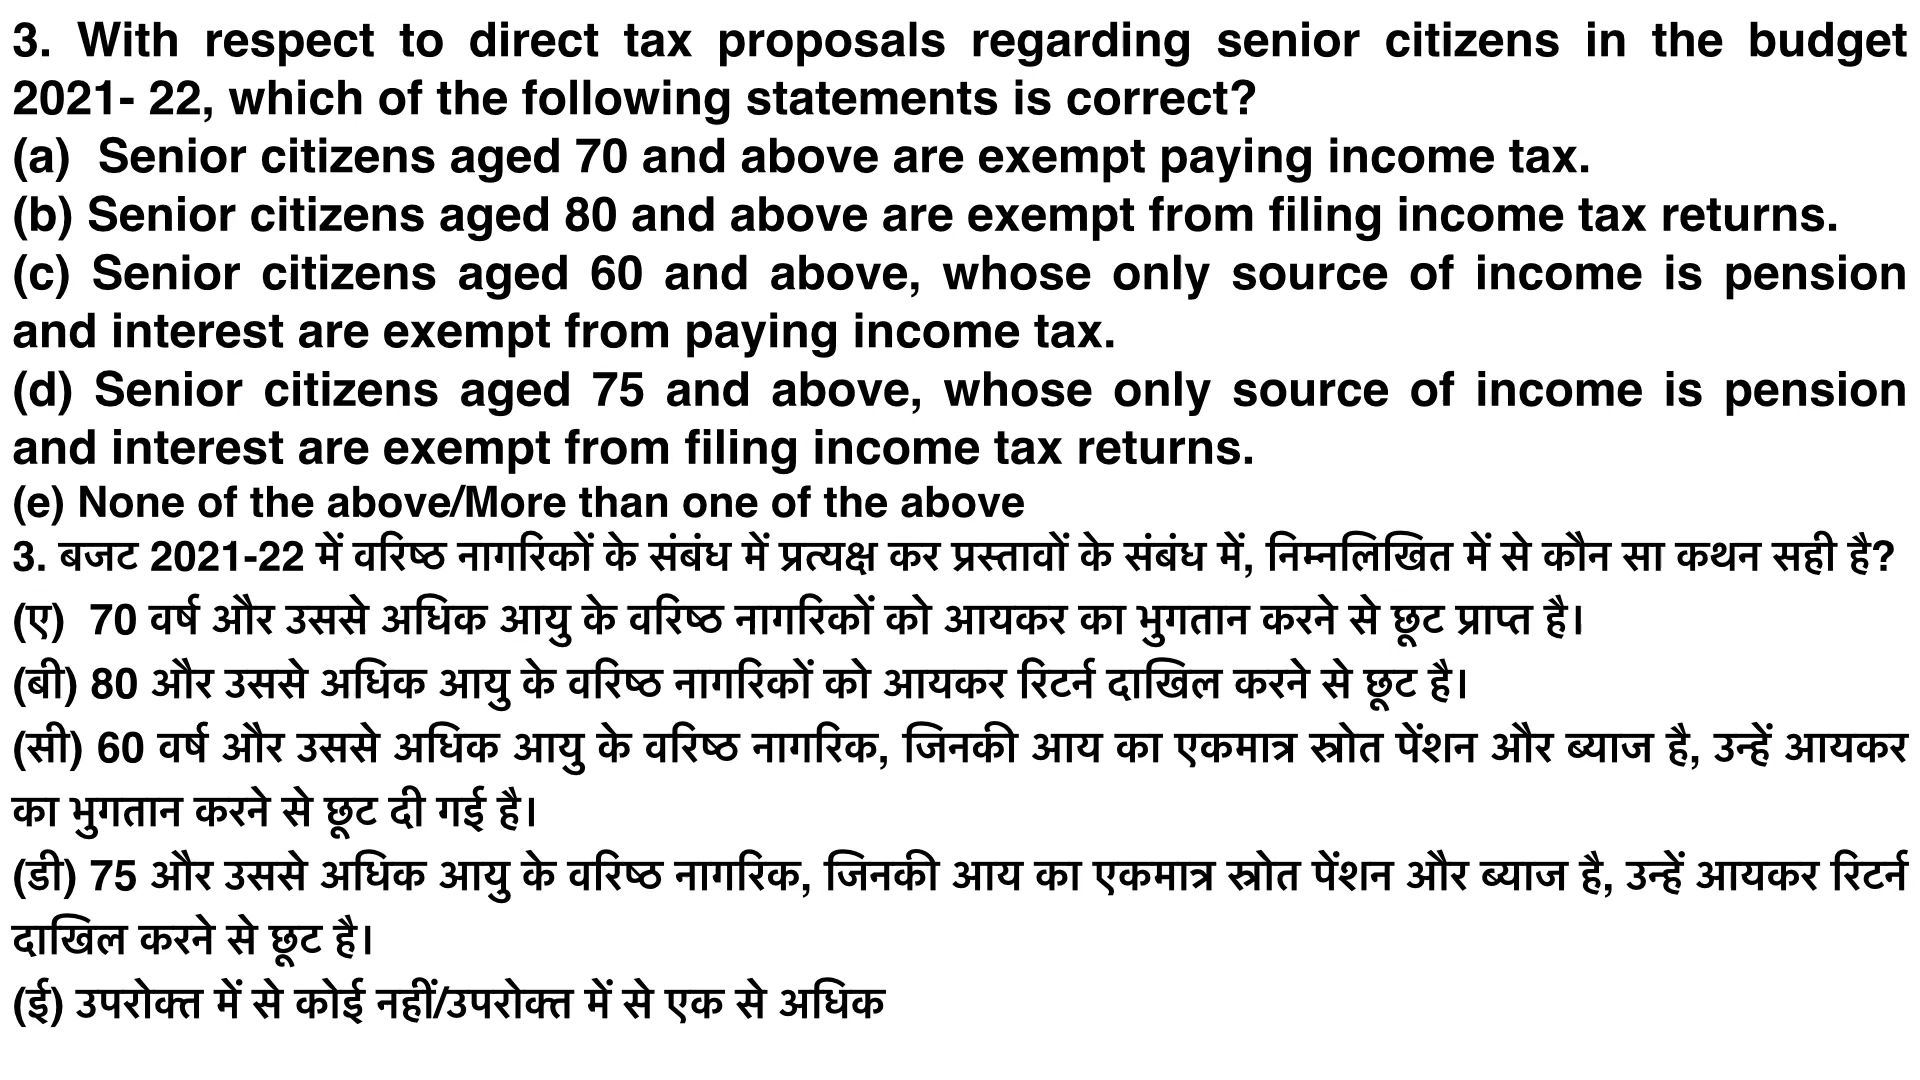 3. With respect to direct tax proposals regarding senior citizens in the budget
2021- 22, which of the following statements is correct?
(a) Senior citizens aged 70 and above are exempt paying income tax.
(b) Senior citizens aged 80 and above are exempt from filing income tax returns.
(c) Senior citizens aged 60 and above, whose only source of income is pension
and interest are exempt from paying income tax.
(d) Senior citizens aged 75 and above, whose only source of income is pension
and interest are exempt from filing income tax returns.
(e) None of the above/More than one of the above
3. बजट 2021-22 में वरिष्ठ नागरिकों के संबंध में प्रत्यक्ष कर प्रस्तावों के संबंध में, निम्नलिखित में से कौन सा कथन सही है?
(ए) 70 वर्ष और उससे अधिक आयु के वरिष्ठ नागरिकों को आयकर का भुगतान करने से छूट प्राप्त है।
(बी) 80 और उससे अधिक आयु के वरिष्ठ नागरिकों को आयकर रिटर्न दाखिल करने से छूट है।
(सी) 60 वर्ष और उससे अधिक आयु के वरिष्ठ नागरिक, जिनकी आय का एकमात्र स्रोत पेंशन और ब्याज है, उन्हें आयकर
का भुगतान करने से छूट दी गई है।
(डी) 75 और उससे अधिक आयु के वरिष्ठ नागरिक, जिनकी आय का एकमात्र स्रोत पेंशन और ब्याज है, उन्हें आयकर रिटर्न
दाखिल करने से छूट है।
(ई) उपरोक्त में से कोई नहीं/उपरोक्त में से एक से अधिक